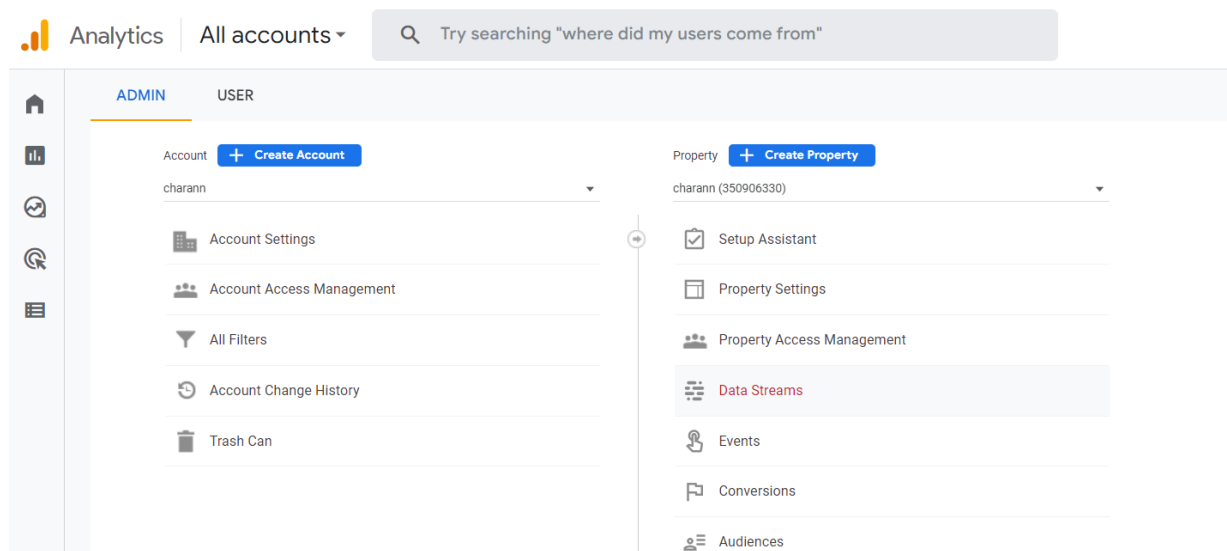 Analytics All accounts Try searching "where did my users come from"
ADMIN USER
Account + Create Account
charann
Account Settings
Account Access Management
All Filters
Account Change History
Trash Can
Property + Create Property
charann (350906330)
Setup Assistant
Property Settings
Property Access Management
Data Streams
Events
Conversions
Audiences